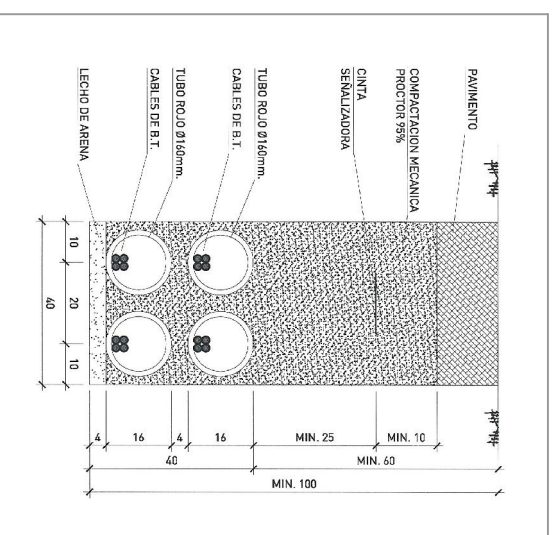 PAVIMENTO
COMPACTACION MECANICA
PROCTOR 95%
CINTA
SEÑALIZADORA
TUBO ROJO Ø160mm.
CABLES DE B.T.
TUBO ROJO Ø160mm.
CABLES DE B.T.
LECHO DE ARENA
10
20
10
40
4
16
4
16
MIN. 25
MIN. 10
40
MIN. 60
MIN. 100